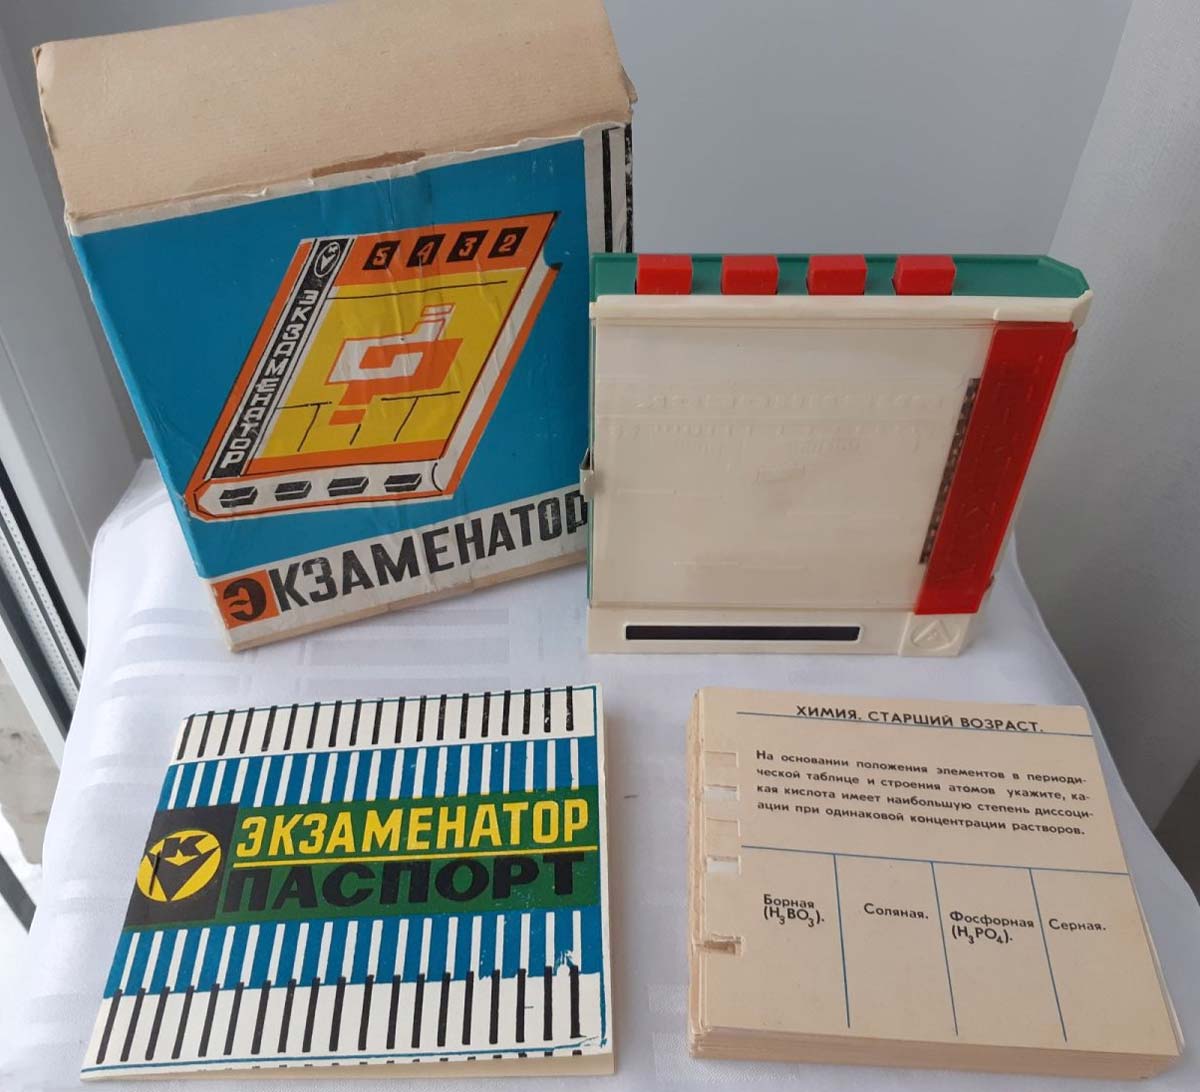 5 4 3 2
ЭКЗАМЕНАТОР
ЭКЗАМЕНАТОР
К
ЭКЗАМЕНАТОР
ПАСПОРТ
ХИМИЯ. СТАРШИЙ ВОЗРАСТ.
На основании положения элементов в периоди-
ческой таблице и строения атомов укажите, ка-
кая кислота имеет наибольшую степень диссоци-
ации при одинаковой концентрации растворов.
Борная
(H₃BO₃).
Соляная.
Фосфорная
(H₃PO₄).
Серная.